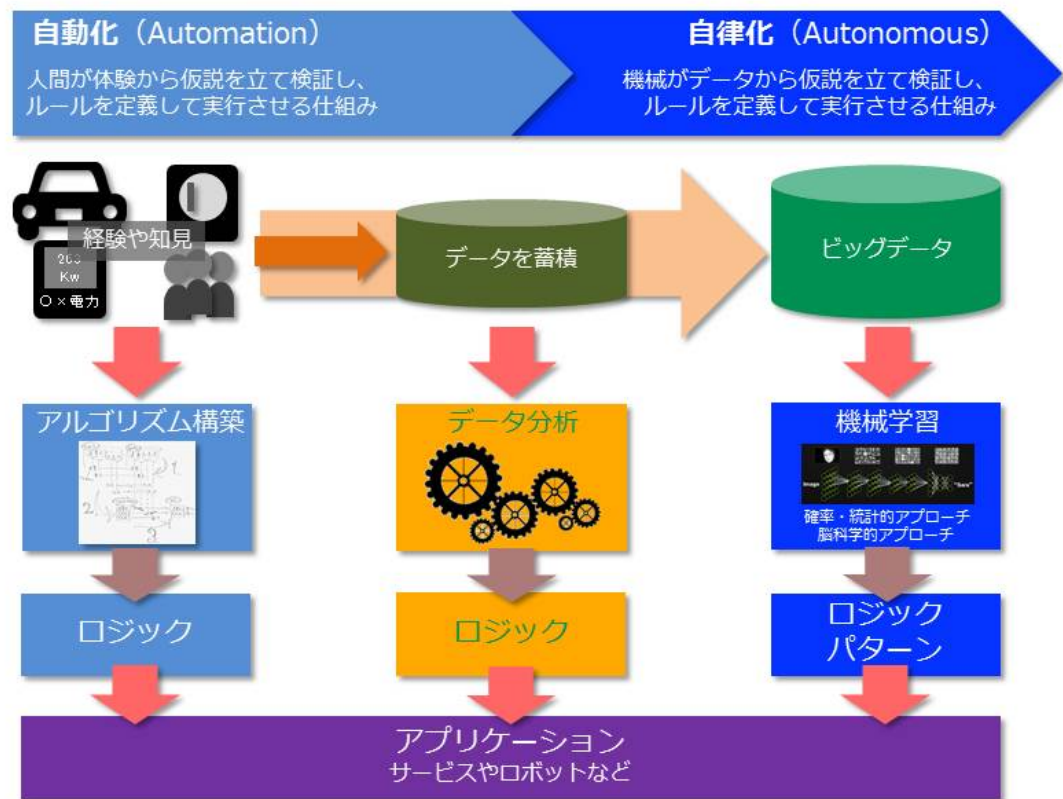 自動化（Automation）
人間が体験から仮説を立て検証し、
ルールを定義して実行させる仕組み
自律化（Autonomous）
機械がデータから仮説を立て検証し、
ルールを定義して実行させる仕組み
経験や知見
Kw
○×電力
データを蓄積
ビッグデータ
アルゴリズム構築
1
2
3
データ分析
機械学習
Image
確率・統計的アプローチ
脳科学的アプローチ
ロジック
ロジック
ロジック
パターン
アプリケーション
サービスやロボットなど